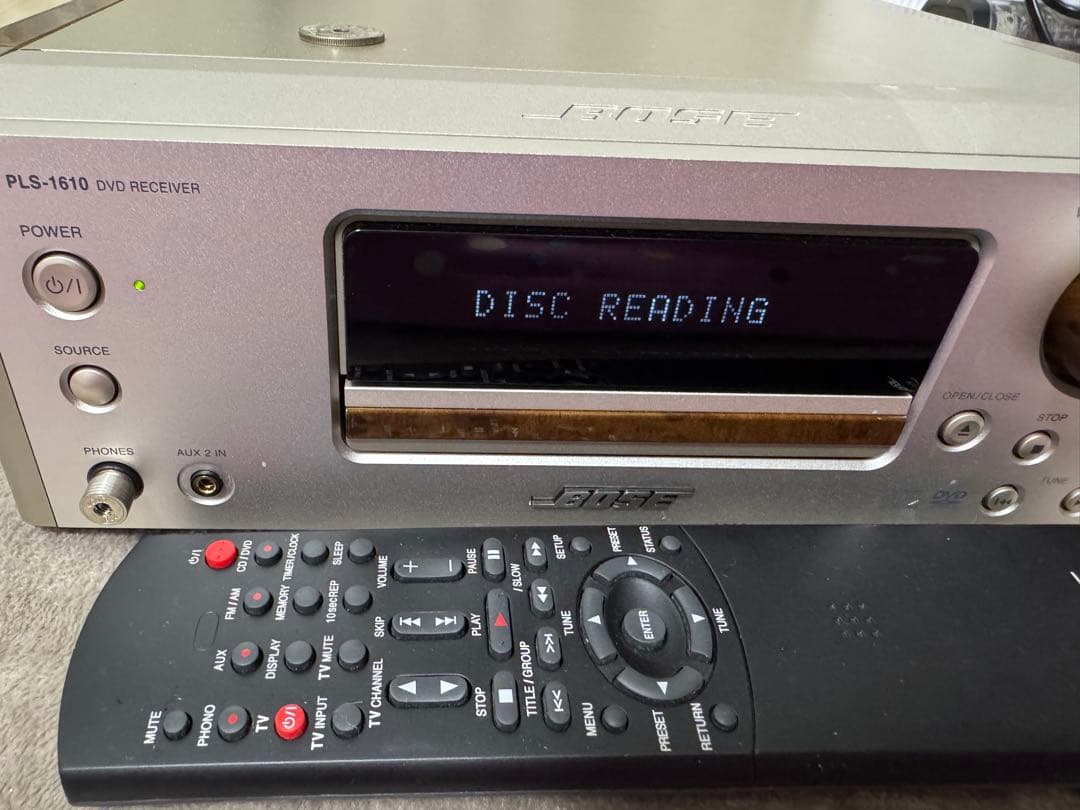 BOSE
PLS-1610 DVD RECEIVER
POWER
DISC READING
SOURCE
OPEN/CLOSE
STOP
PHONES
AUX 2 IN
TUNE
BOSE
DVD
CD/DVD
TIMER/CLOCK
SLEEP
VOLUME
+ −
PAUSE
/SLOW
SETUP
PRESET
STATUS
FM/AM
MEMORY
10secREP
SKIP
PLAY
TUNE
ENTER
TUNE
AUX
DISPLAY
TV MUTE
TV CHANNEL
STOP
TITLE/GROUP
MENU
PRESET
RETURN
MUTE
PHONO
TV
TV INPUT